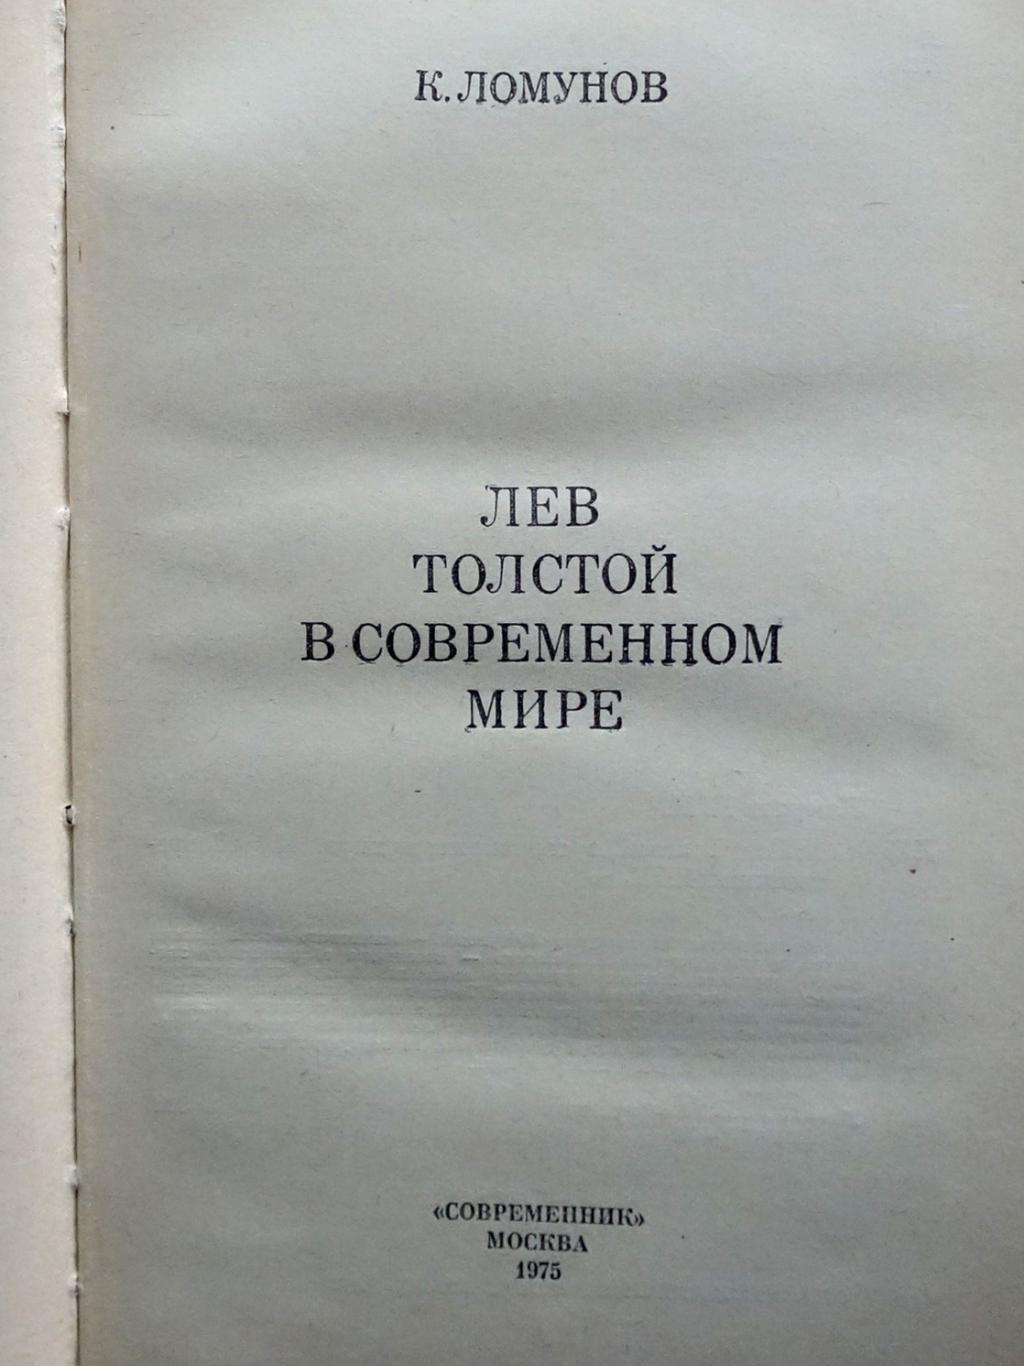 К. ЛОМУНОВ
ЛЕВ
ТОЛСТОЙ
В СОВРЕМЕННОМ
МИРЕ
«СОВРЕМЕННИК»
МОСКВА
1975